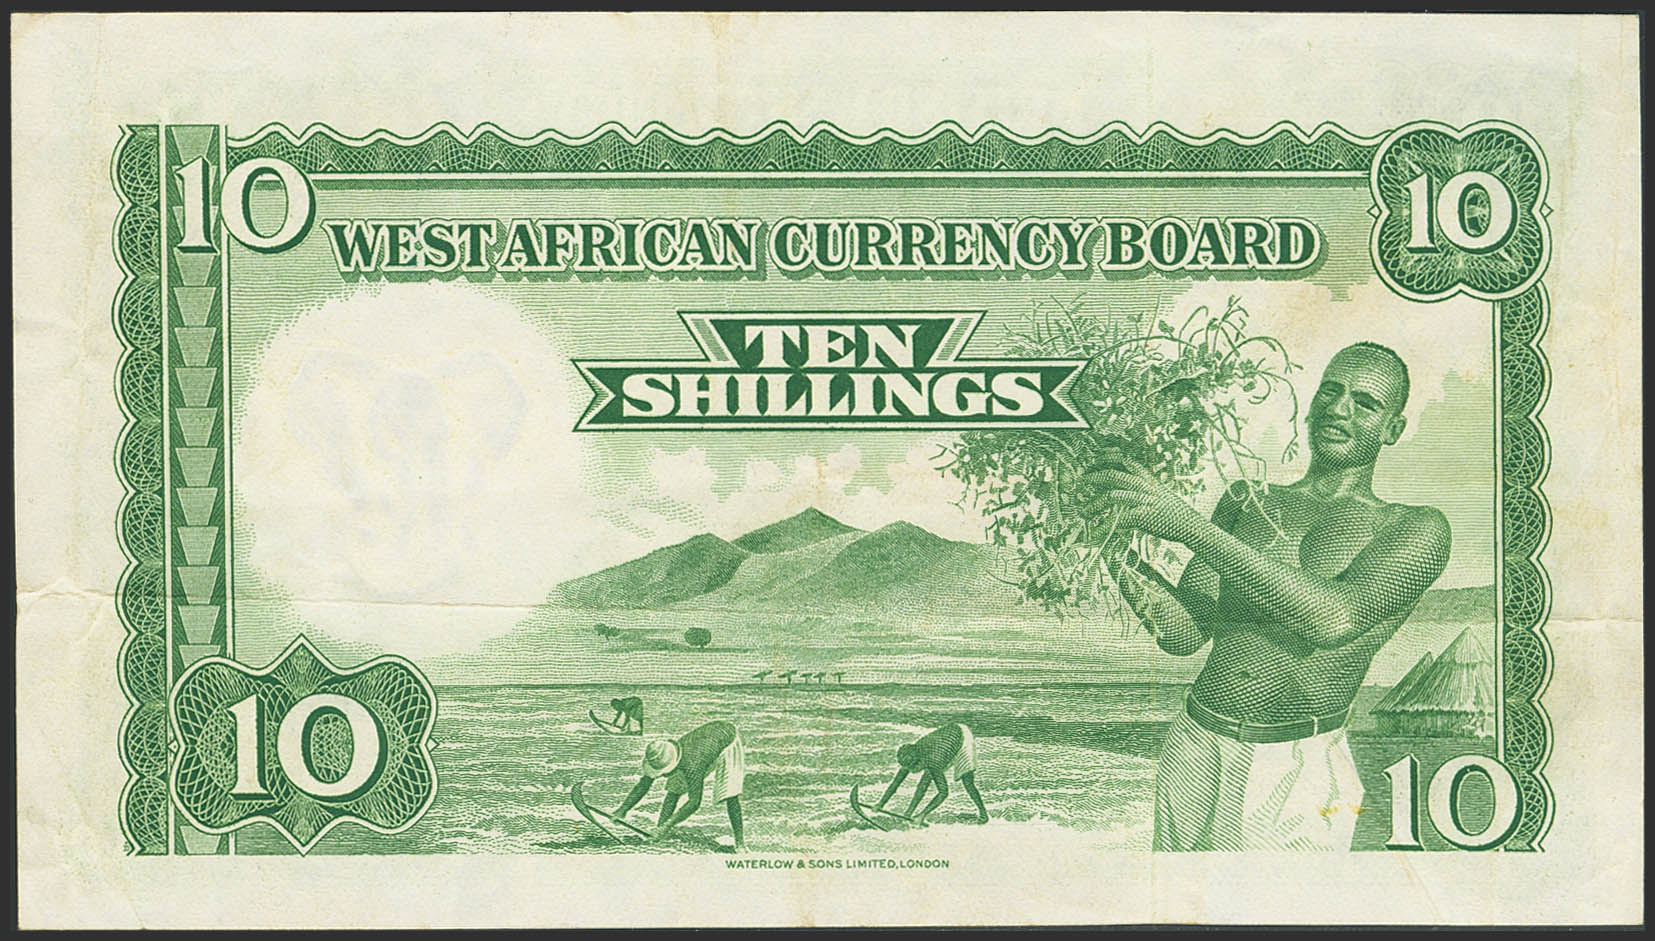 10
10
WEST AFRICAN CURRENCY BOARD
TEN
SHILLINGS
10
10
WATERLOW & SONS LIMITED, LONDON